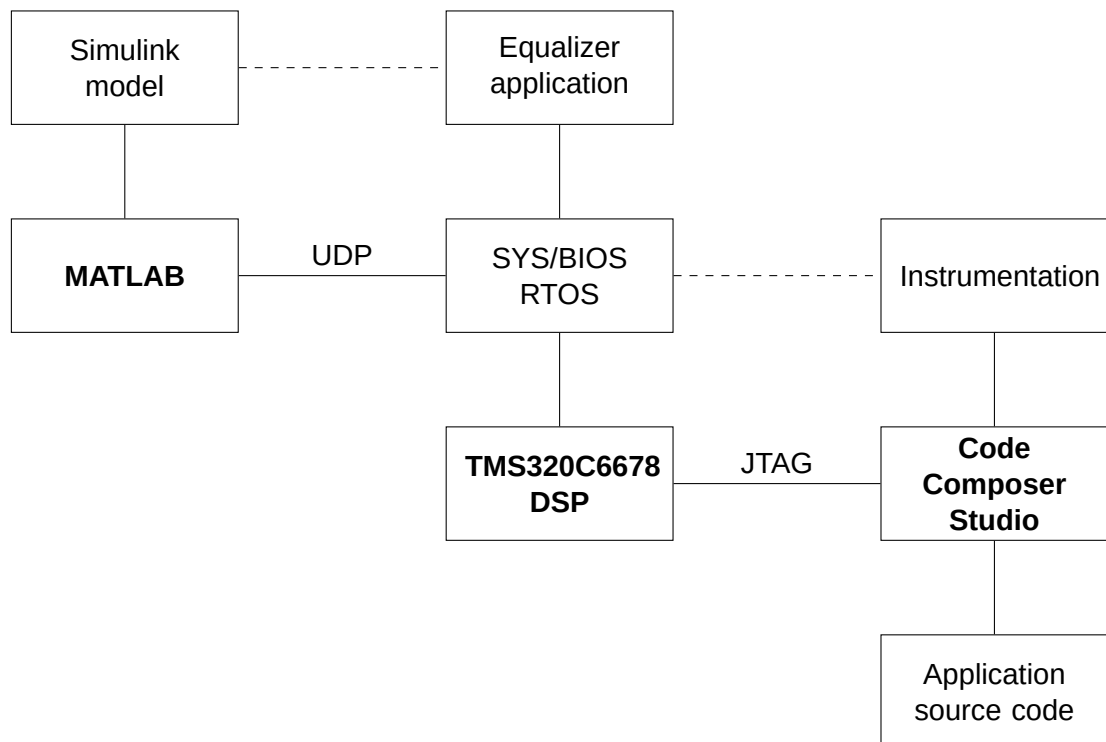 Simulink
model
Equalizer
application
MATLAB
UDP
SYS/BIOS
RTOS
Instrumentation
TMS320C6678
DSP
JTAG
Code
Composer
Studio
Application
source code